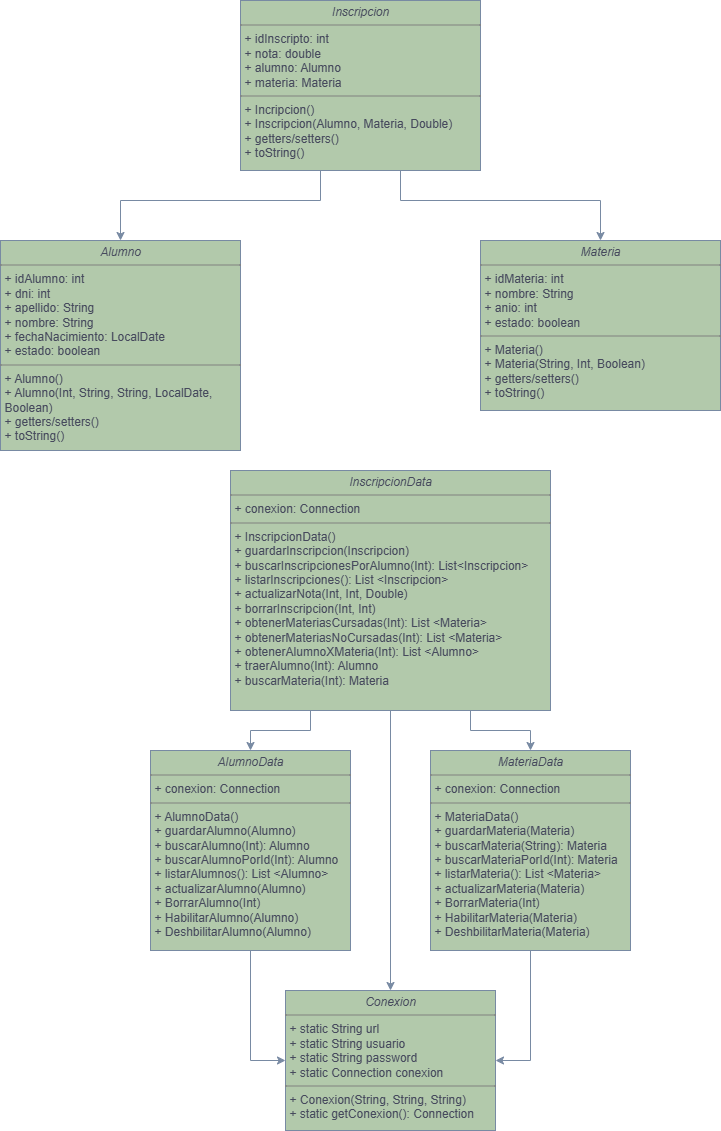 Inscripcion
+ idInscripto: int
+ nota: double
+ alumno: Alumno
+ materia: Materia
+ Incripcion()
+ Inscripcion(Alumno, Materia, Double)
+ getters/setters()
+ toString()
Alumno
+ idAlumno: int
+ dni: int
+ apellido: String
+ nombre: String
+ fechaNacimiento: LocalDate
+ estado: boolean
+ Alumno()
+ Alumno(Int, String, String, LocalDate,
Boolean)
+ getters/setters()
+ toString()
Materia
+ idMateria: int
+ nombre: String
+ anio: int
+ estado: boolean
+ Materia()
+ Materia(String, Int, Boolean)
+ getters/setters()
+ toString()
InscripcionData
+ conexion: Connection
+ InscripcionData()
+ guardarInscripcion(Inscripcion)
+ buscarInscripcionesPorAlumno(Int): List<Inscripcion>
+ listarInscripciones(): List <Inscripcion>
+ actualizarNota(Int, Int, Double)
+ borrarInscripcion(Int, Int)
+ obtenerMateriasCursadas(Int): List <Materia>
+ obtenerMateriasNoCursadas(Int): List <Materia>
+ obtenerAlumnoXMateria(Int): List <Alumno>
+ traerAlumno(Int): Alumno
+ buscarMateria(Int): Materia
AlumnoData
+ conexion: Connection
+ AlumnoData()
+ guardarAlumno(Alumno)
+ buscarAlumno(Int): Alumno
+ buscarAlumnoPorId(Int): Alumno
+ listarAlumnos(): List <Alumno>
+ actualizarAlumno(Alumno)
+ BorrarAlumno(Int)
+ HabilitarAlumno(Alumno)
+ DeshbilitarAlumno(Alumno)
MateriaData
+ conexion: Connection
+ MateriaData()
+ guardarMateria(Materia)
+ buscarMateria(String): Materia
+ buscarMateriaPorId(Int): Materia
+ listarMateria(): List <Materia>
+ actualizarMateria(Materia)
+ BorrarMateria(Int)
+ HabilitarMateria(Materia)
+ DeshbilitarMateria(Materia)
Conexion
+ static String url
+ static String usuario
+ static String password
+ static Connection conexion
+ Conexion(String, String, String)
+ static getConexion(): Connection